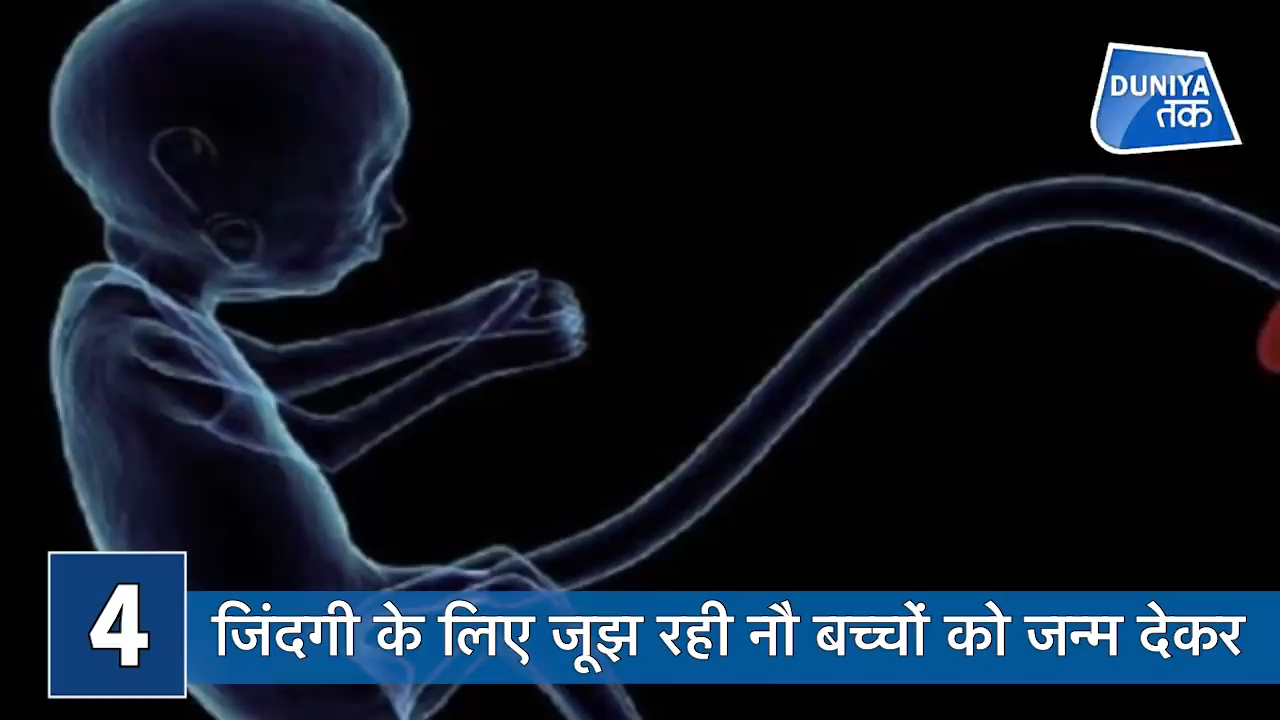 DUNIYA
तक
4
जिंदगी के लिए जूझ रही नौ बच्चों को जन्म देकर